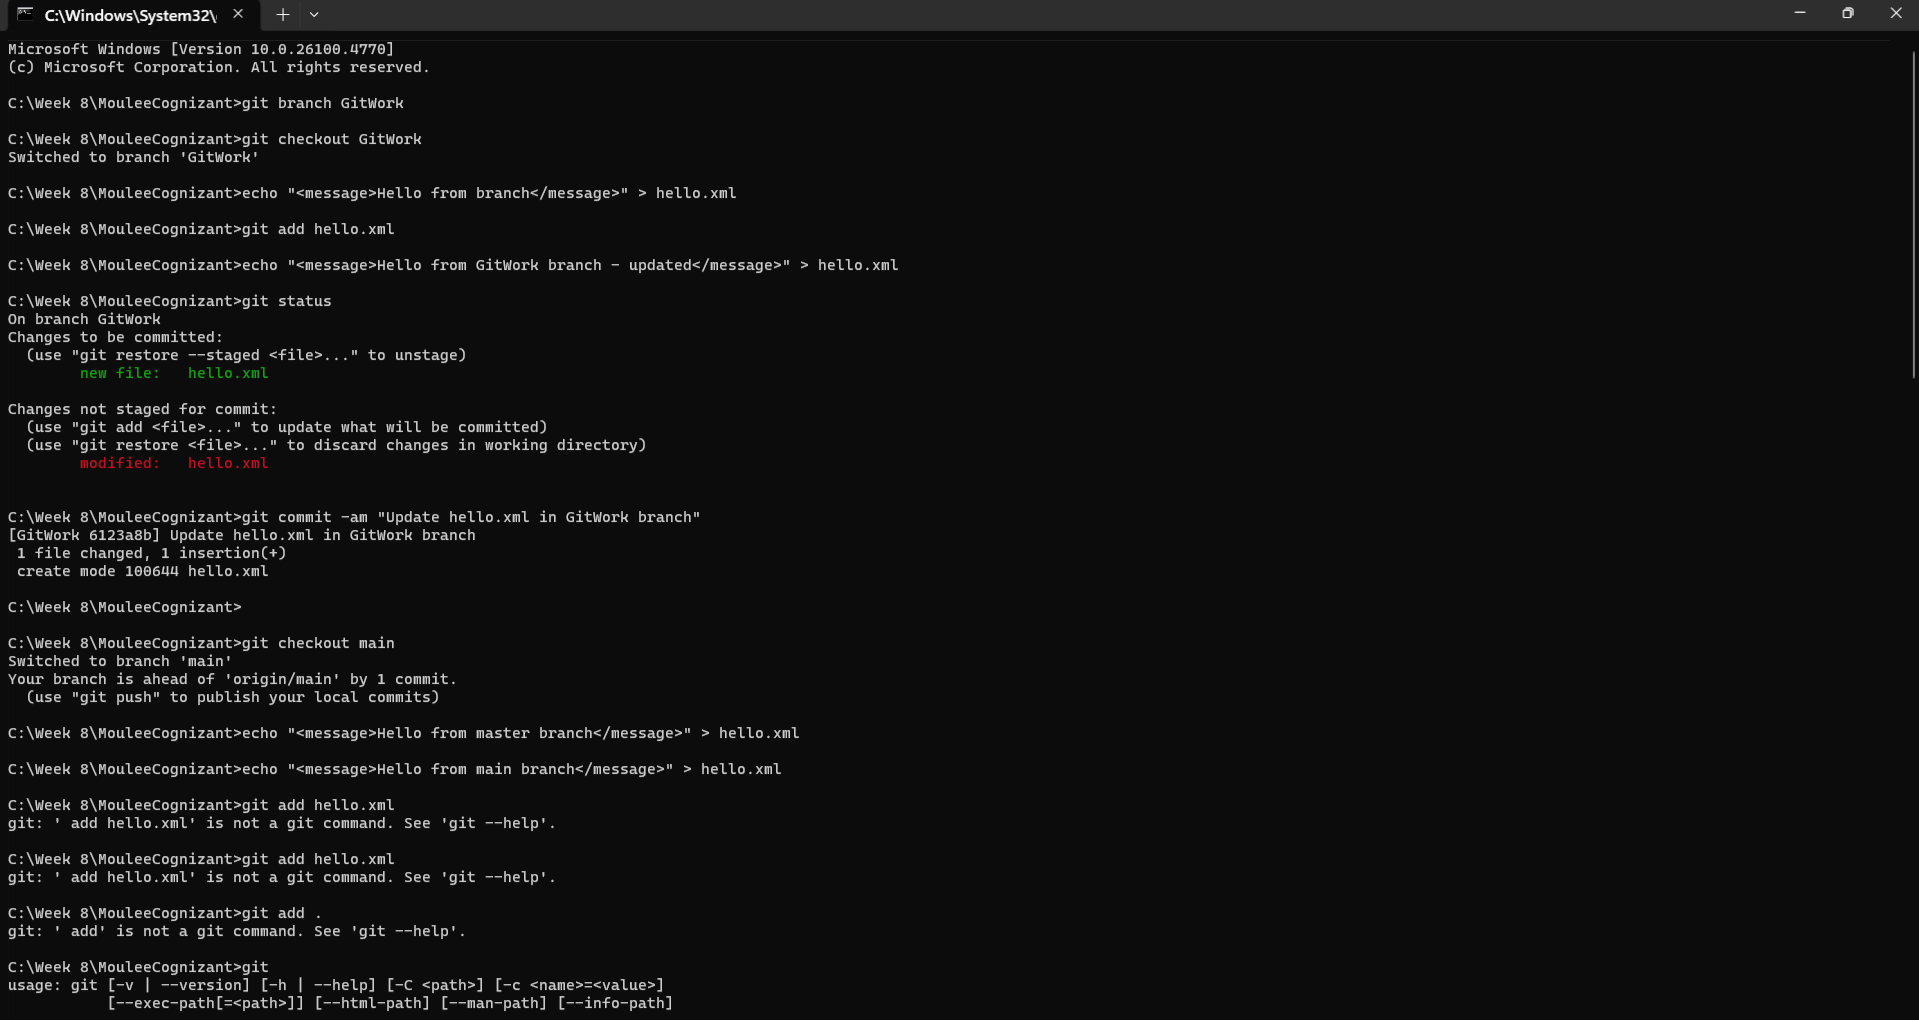 C:\Windows\System32\
Microsoft Windows [Version 10.0.26100.4770]
(c) Microsoft Corporation. All rights reserved.
C:\Week 8\MouleeCognizant>git branch GitWork
C:\Week 8\MouleeCognizant>git checkout GitWork
Switched to branch 'GitWork'
C:\Week 8\MouleeCognizant>echo "<message>Hello from branch</message>" > hello.xml
C:\Week 8\MouleeCognizant>git add hello.xml
C:\Week 8\MouleeCognizant>echo "<message>Hello from GitWork branch - updated</message>" > hello.xml
C:\Week 8\MouleeCognizant>git status
On branch GitWork
Changes to be committed:
  (use "git restore --staged <file>..." to unstage)
        new file:   hello.xml
Changes not staged for commit:
  (use "git add <file>..." to update what will be committed)
  (use "git restore <file>..." to discard changes in working directory)
        modified:   hello.xml
C:\Week 8\MouleeCognizant>git commit -am "Update hello.xml in GitWork branch"
[GitWork 6123a8b] Update hello.xml in GitWork branch
 1 file changed, 1 insertion(+)
 create mode 100644 hello.xml
C:\Week 8\MouleeCognizant>
C:\Week 8\MouleeCognizant>git checkout main
Switched to branch 'main'
Your branch is ahead of 'origin/main' by 1 commit.
  (use "git push" to publish your local commits)
C:\Week 8\MouleeCognizant>echo "<message>Hello from master branch</message>" > hello.xml
C:\Week 8\MouleeCognizant>echo "<message>Hello from main branch</message>" > hello.xml
C:\Week 8\MouleeCognizant>git add hello.xml
git: ' add hello.xml' is not a git command. See 'git --help'.
C:\Week 8\MouleeCognizant>git add hello.xml
git: ' add hello.xml' is not a git command. See 'git --help'.
C:\Week 8\MouleeCognizant>git add .
git: ' add' is not a git command. See 'git --help'.
C:\Week 8\MouleeCognizant>git
usage: git [-v | --version] [-h | --help] [-C <path>] [-c <name>=<value>]
           [--exec-path[=<path>]] [--html-path] [--man-path] [--info-path]